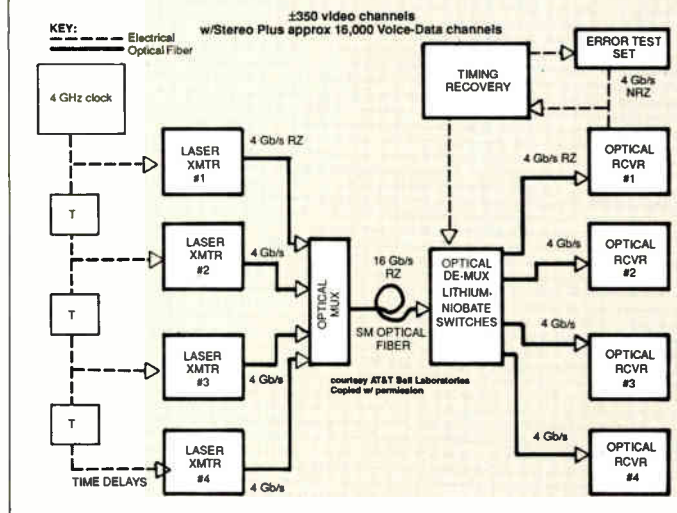 ±350 video channels
w/Stereo Plus approx 16,000 Voice-Data channels
KEY:
Electrical
Optical Fiber
4 GHz clock
T
T
T
TIME DELAYS
LASER
XMTR
#1
4 Gb/s RZ
LASER
XMTR
#2
4 Gb/s
LASER
XMTR
#3
4 Gb/s
LASER
XMTR
#4
4 Gb/s
OPTICAL
MUX
16 Gb/s
RZ
SM OPTICAL
FIBER
courtesy AT&T Bell Laboratories
Copied w/ permission
TIMING
RECOVERY
ERROR TEST
SET
4 Gb/s
NRZ
OPTICAL
DE-MUX
LITHIUM-
NIOBATE
SWITCHES
4 Gb/s RZ
OPTICAL
RCVR
#1
4 Gb/s
OPTICAL
RCVR
#2
4 Gb/s
OPTICAL
RCVR
#3
4 Gb/s
OPTICAL
RCVR
#4